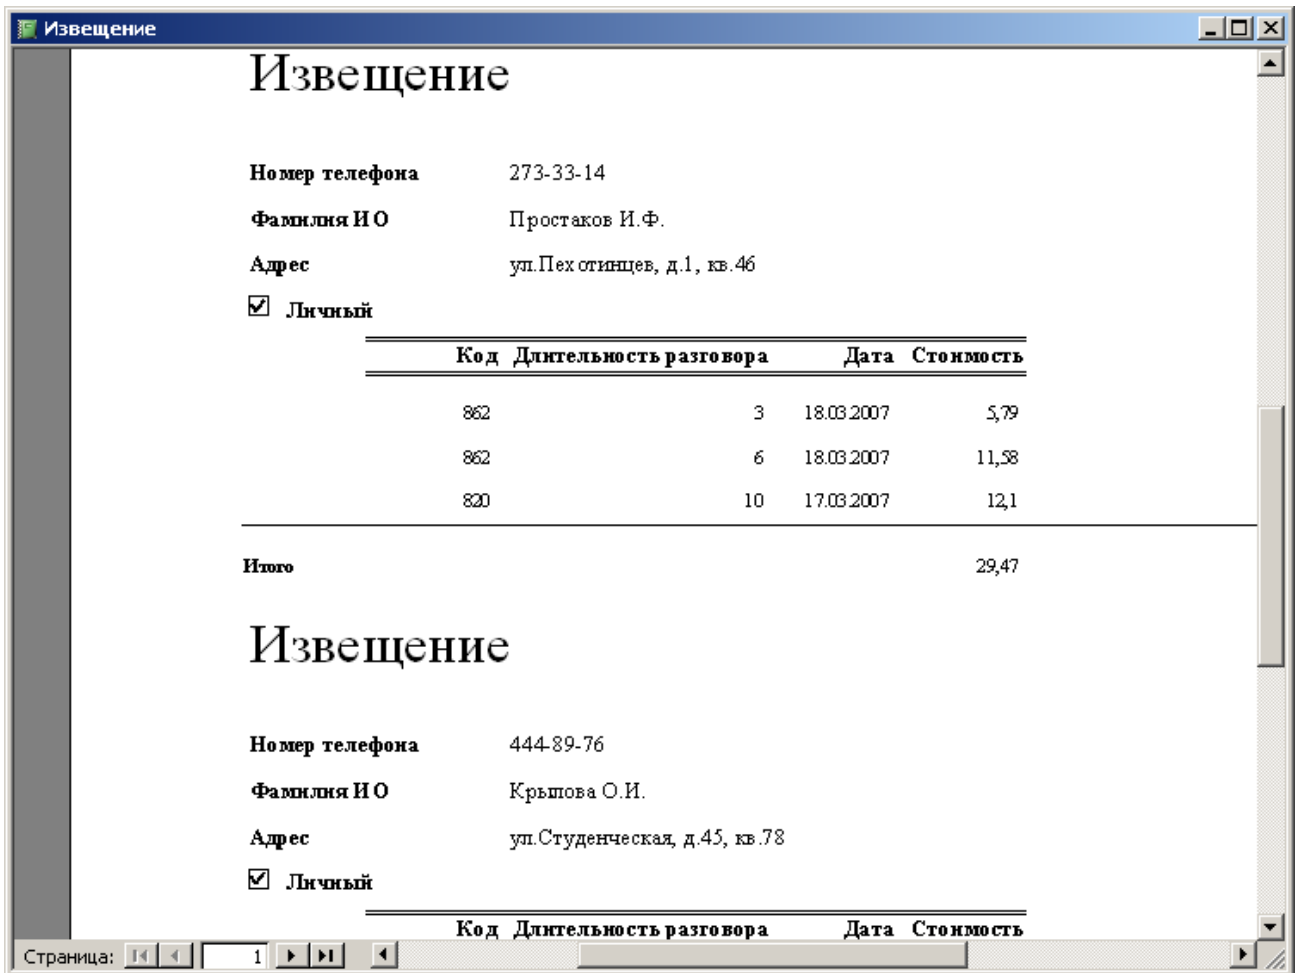 Извещение
Извещение
Номер телефона 273-33-14
Фамилия И О Простаков И.Ф.
Адрес ул.Пехотинцев, д.1, кв.46
Личный
Код Длительность разговора Дата Стоимость
862 3 18.03.2007 5,79
862 6 18.03.2007 11,58
820 10 17.03.2007 12,1
Итого 29,47
Извещение
Номер телефона 444-89-76
Фамилия И О Крылова О.И.
Адрес ул.Студенческая, д.45, кв.78
Личный
Код Длительность разговора Дата Стоимость
Страница: 1